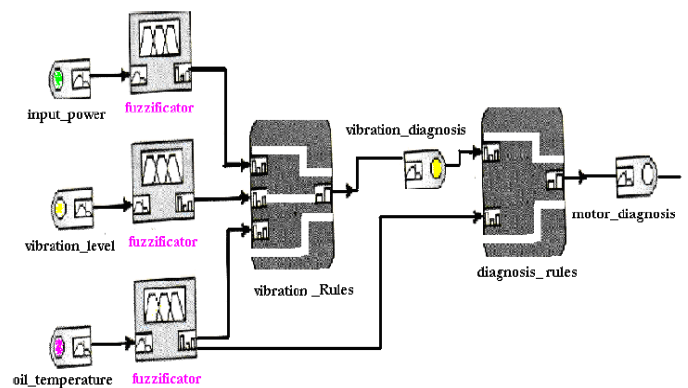 input_power
fuzzificator
vibration_level
fuzzificator
oil_temperature
fuzzificator
vibration _Rules
vibration_diagnosis
diagnosis_ rules
motor_diagnosis